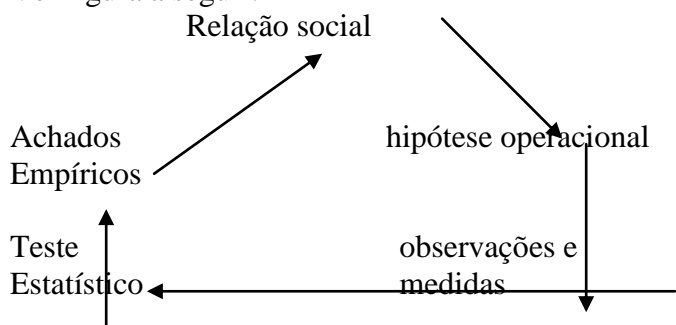 Relação social
Achados
Empíricos
hipótese operacional
Teste
Estatístico
observações e
medidas